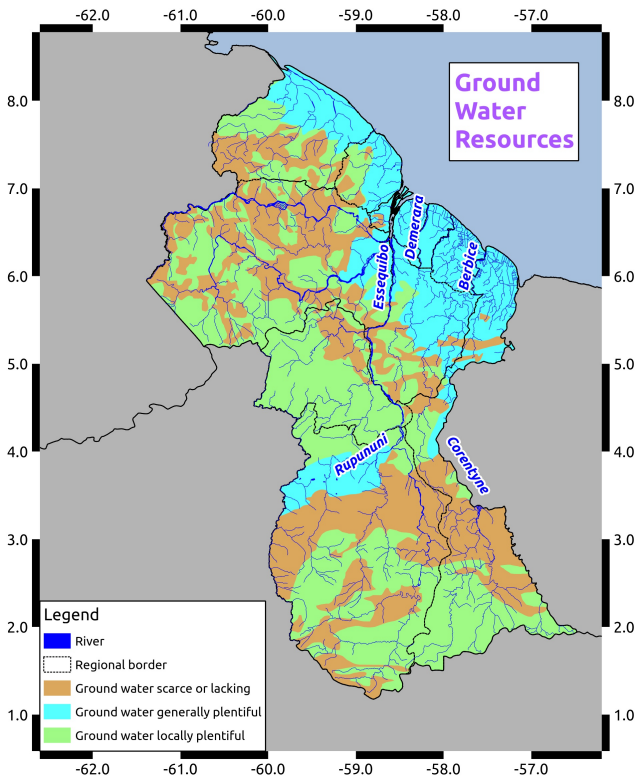 -62.0 -61.0 -60.0 -59.0 -58.0 -57.0
Ground
Water
Resources
8.0 8.0
7.0 7.0
6.0 6.0
5.0 5.0
4.0 4.0
3.0 3.0
2.0 2.0
1.0 1.0
Essequibo
Demerara
Berbice
Rupununi
Corentyne
Legend
River
Regional border
Ground water scarce or lacking
Ground water generally plentiful
Ground water locally plentiful
-62.0 -61.0 -60.0 -59.0 -58.0 -57.0